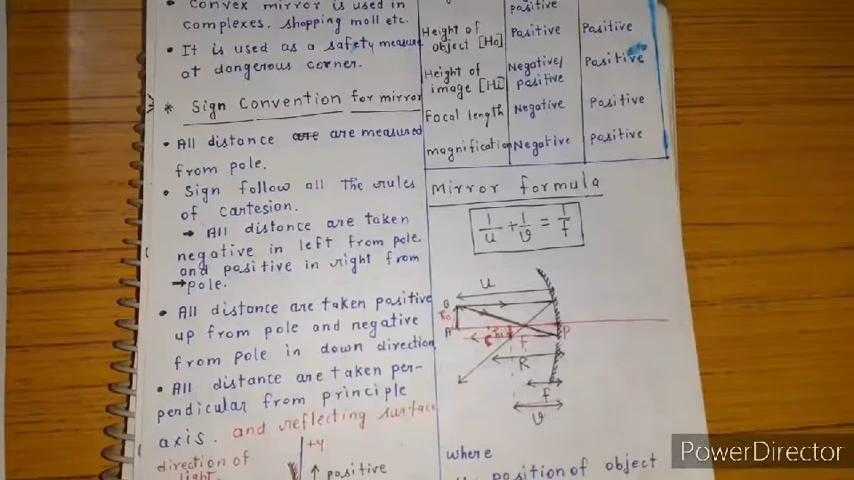 • Convex mirror is used in
complexes, shopping moll etc.
• It is used as a safety measure
at dangerous corner.
* Sign Convention for mirror
• All distance are are measured
from pole.
• Sign follow all the rules
of cartesion.
→ All distance are taken
negative in left from pole
and positive in right from
→ pole.
• All distance are taken positive
up from pole and negative
from pole in down direction
• All distance are taken per-
pendicular from principle
axis. and reflecting surface
direction of
light
+y
↑ positive
positive
Height of
object [Ho] Positive Positive
Height of
image [Hi] Negative/
positive Positive
Focal length Negative Positive
magnification Negative positive
Mirror formula
1/u + 1/v = 1/f
u
B
ho
A
hi
F
P
R
f
v
where
position of object
PowerDirector